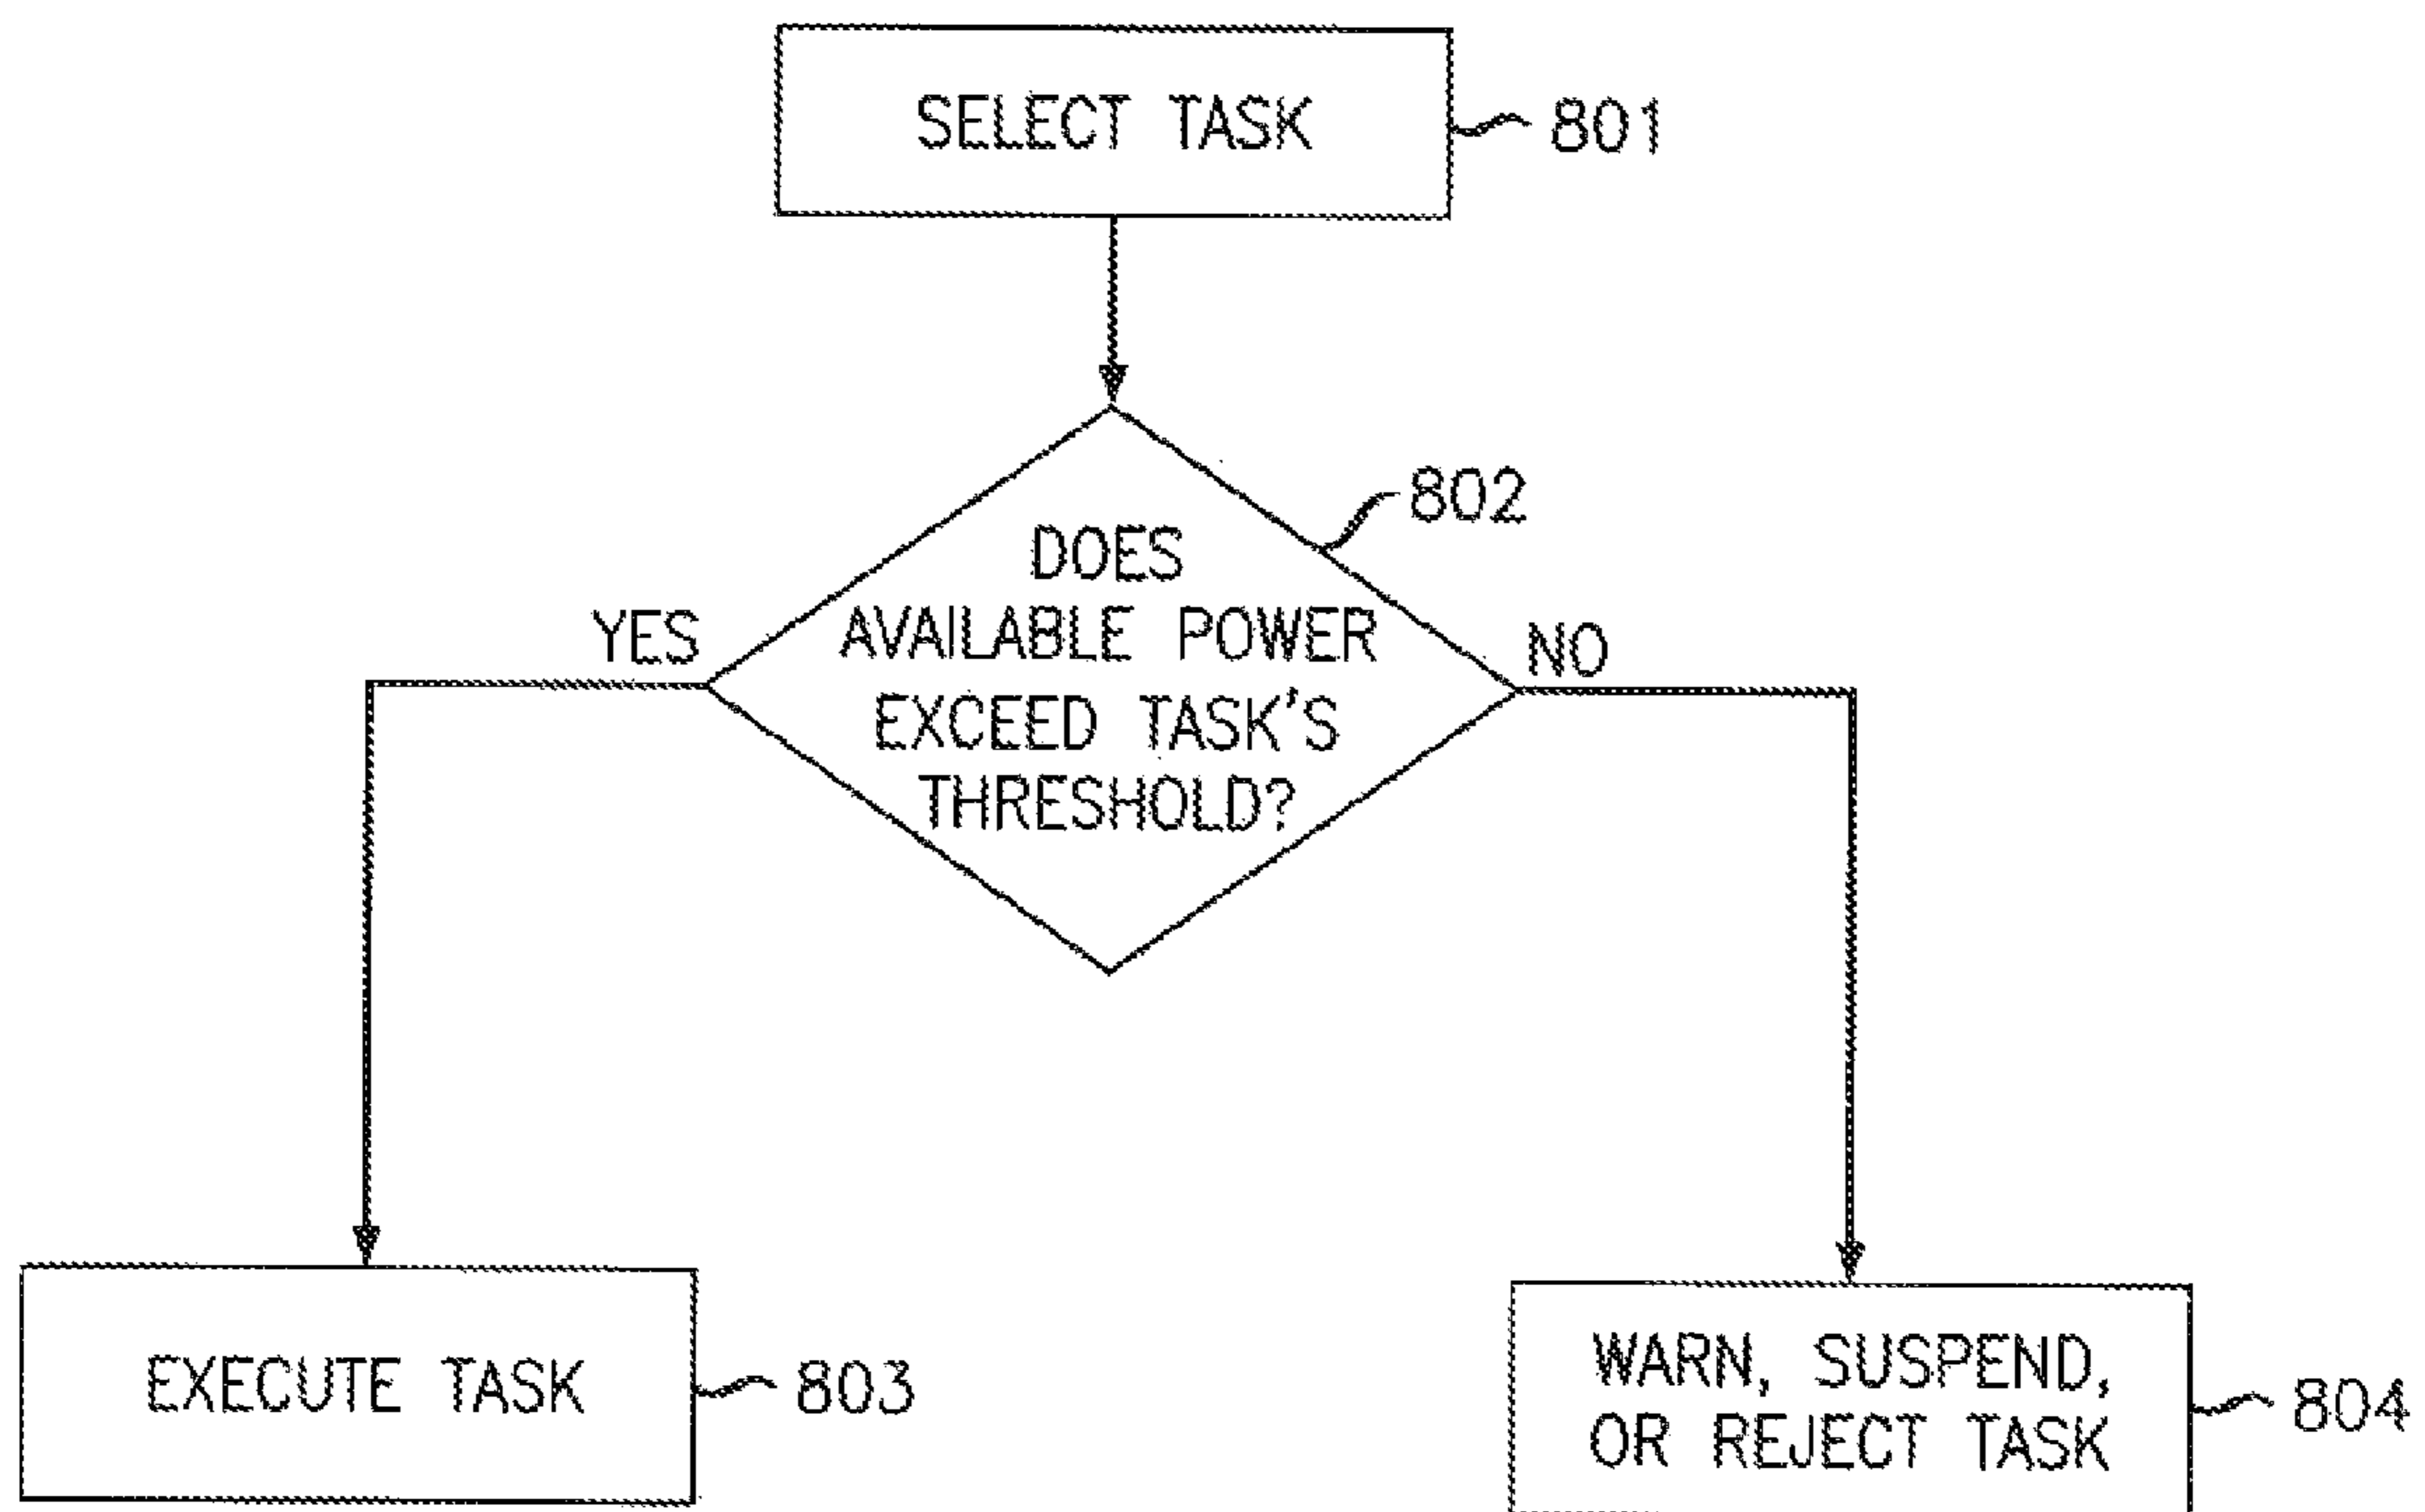 SELECT TASK
801
802
DOES
AVAILABLE POWER
EXCEED TASK'S
THRESHOLD?
YES
NO
EXECUTE TASK
803
WARN, SUSPEND,
OR REJECT TASK
804